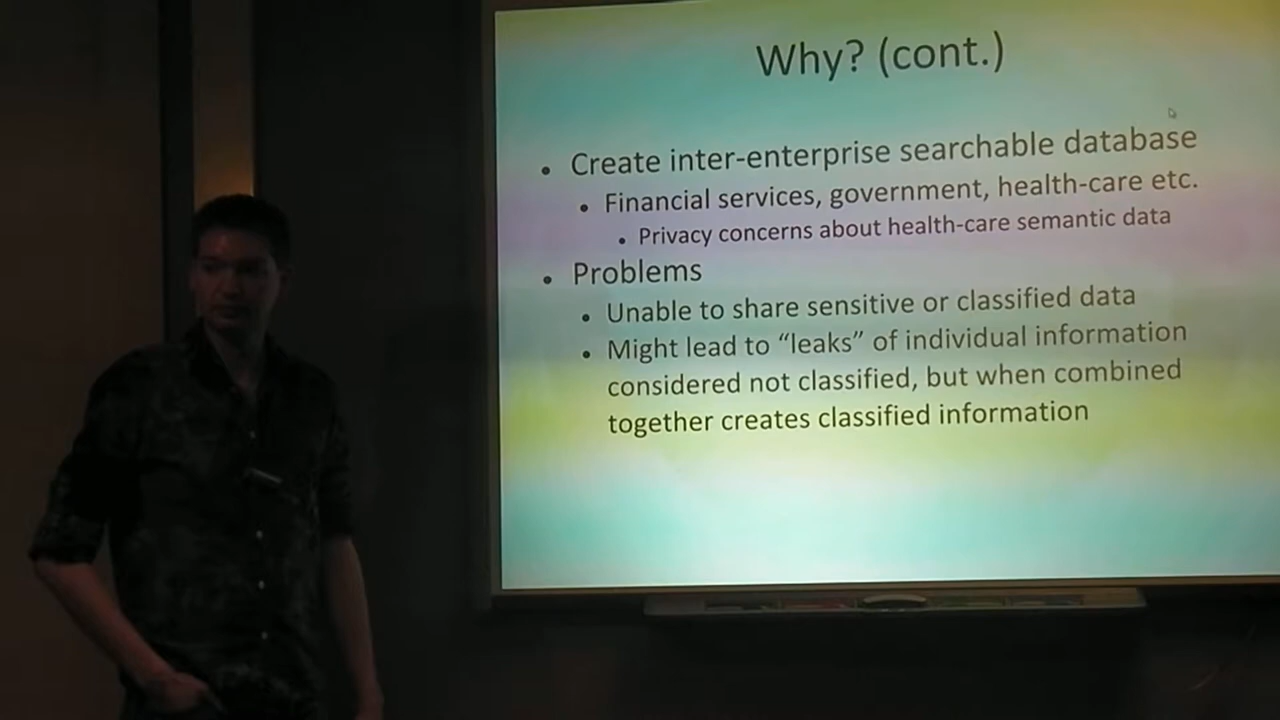 Why? (cont.)
• Create inter-enterprise searchable database
• Financial services, government, health-care etc.
• Privacy concerns about health-care semantic data
• Problems
• Unable to share sensitive or classified data
• Might lead to “leaks” of individual information
considered not classified, but when combined
together creates classified information